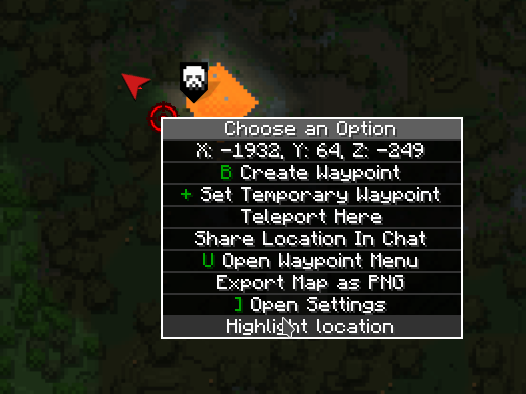 Choose an Option
X: -1932, Y: 64, Z: -249
B Create Waypoint
+ Set Temporary Waypoint
Teleport Here
Share Location In Chat
U Open Waypoint Menu
Export Map as PNG
] Open Settings
Highlight location